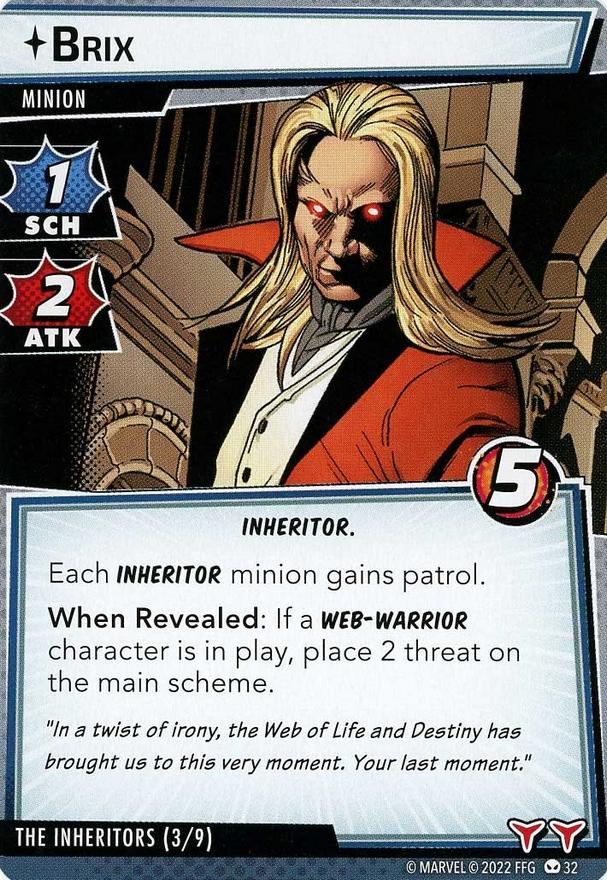 Brix
MINION
1
SCH
2
ATK
5
INHERITOR.
Each INHERITOR minion gains patrol.
When Revealed: If a WEB-WARRIOR
character is in play, place 2 threat on
the main scheme.
"In a twist of irony, the Web of Life and Destiny has
brought us to this very moment. Your last moment."
THE INHERITORS (3/9)
© MARVEL © 2022 FFG 32